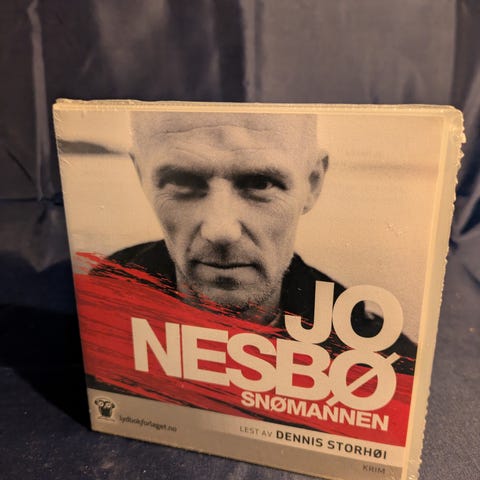 JO
NESBØ
SNØMANNEN
lydbokforlaget.no
LEST AV DENNIS STORHØI
KRIM